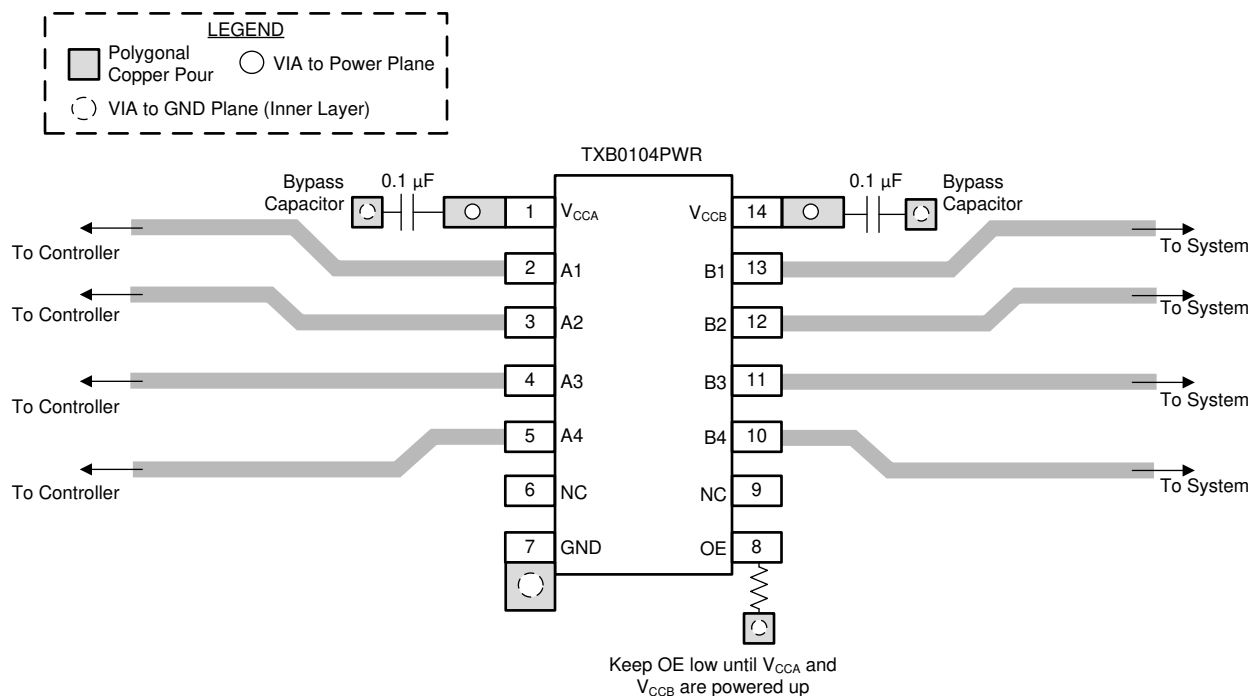 LEGEND
Polygonal
Copper Pour
VIA to Power Plane
VIA to GND Plane (Inner Layer)
TXB0104PWR
Bypass
Capacitor
0.1 µF
0.1 µF
Bypass
Capacitor
1
VCCA
VCCB
14
To Controller
2
A1
B1
13
To System
To Controller
3
A2
B2
12
To System
4
A3
B3
11
To Controller
To System
5
A4
B4
10
To Controller
To System
6
NC
NC
9
7
GND
OE
8
Keep OE low until VCCA and
VCCB are powered up